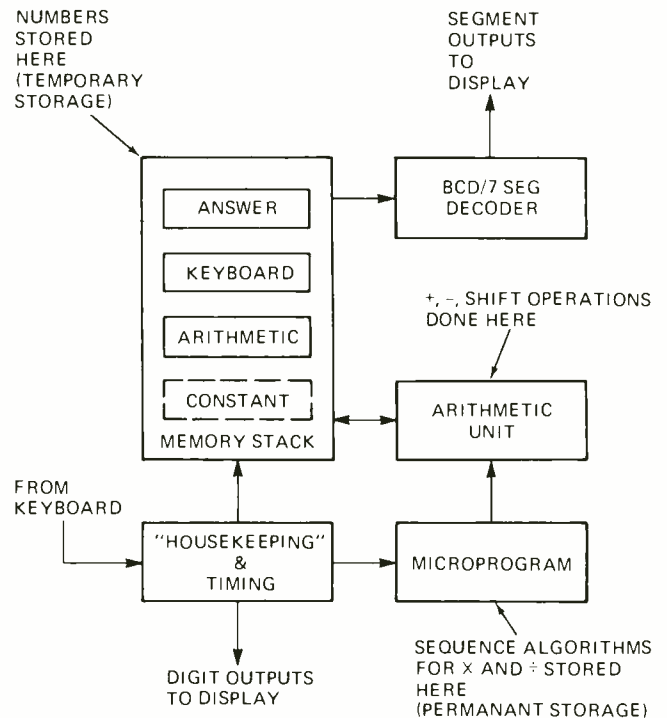 NUMBERS
STORED
HERE
(TEMPORARY
STORAGE)
SEGMENT
OUTPUTS
TO
DISPLAY
ANSWER
KEYBOARD
ARITHMETIC
CONSTANT
MEMORY STACK
BCD/7 SEG
DECODER
+, -, SHIFT OPERATIONS
DONE HERE
ARITHMETIC
UNIT
FROM
KEYBOARD
"HOUSEKEEPING"
&
TIMING
MICROPROGRAM
DIGIT OUTPUTS
TO DISPLAY
SEQUENCE ALGORITHMS
FOR X AND ÷ STORED
HERE
(PERMANANT STORAGE)